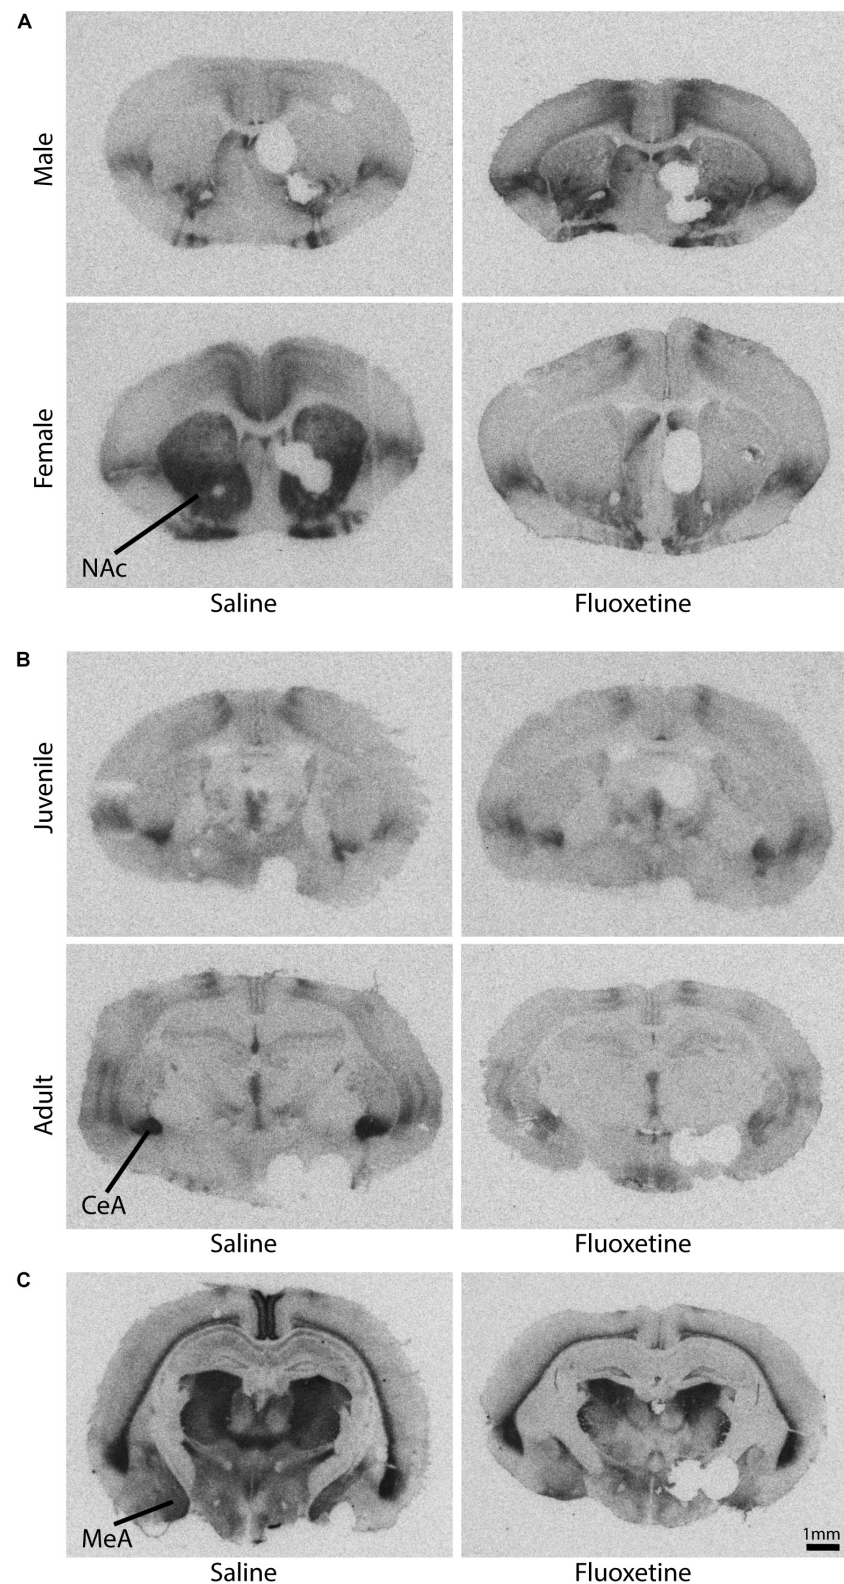 A
Male
Female
NAc
Saline
Fluoxetine
B
Juvenile
Adult
CeA
Saline
Fluoxetine
C
MeA
1mm
Saline
Fluoxetine